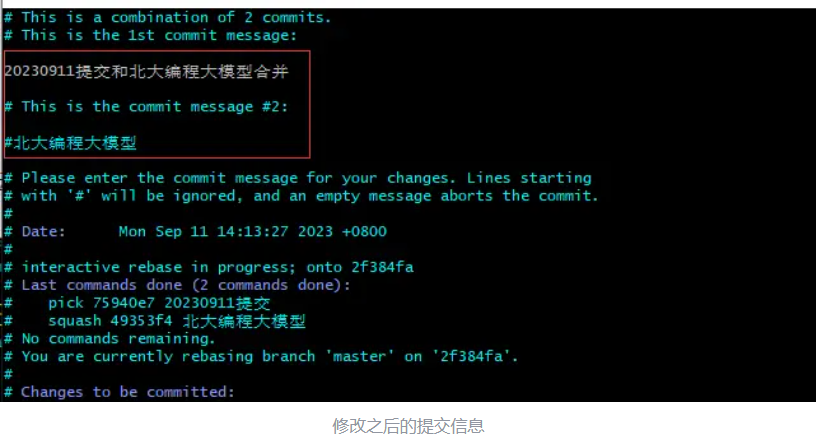 # This is a combination of 2 commits.
# This is the 1st commit message:
20230911提交和北大编程大模型合并
# This is the commit message #2:
#北大编程大模型
# Please enter the commit message for your changes. Lines starting
# with '#' will be ignored, and an empty message aborts the commit.
#
# Date:      Mon Sep 11 14:13:27 2023 +0800
#
# interactive rebase in progress; onto 2f384fa
# Last commands done (2 commands done):
#    pick 75940e7 20230911提交
#    squash 49353f4 北大编程大模型
# No commands remaining.
# You are currently rebasing branch 'master' on '2f384fa'.
#
# Changes to be committed:
修改之后的提交信息